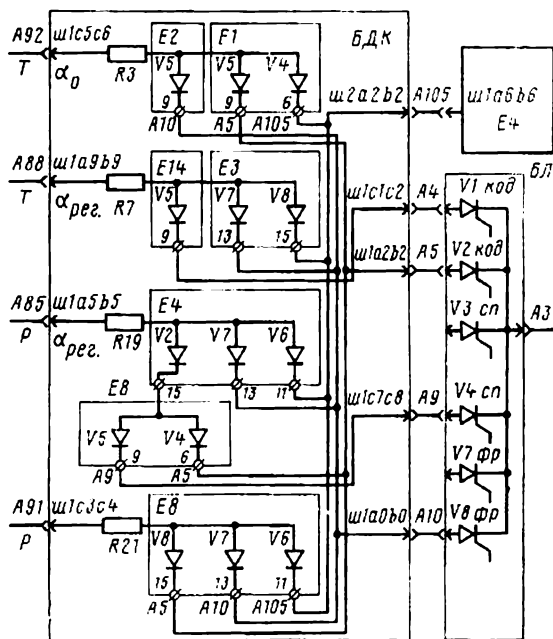 А92 ш1с5с6 Е2 Е1 БДК
Т α₀ R3 V5 V5 V4 ш2а2b2 А105 ш1а6b6
9 9 6 Е4
А10 А5 А105
БЛ
А88 ш1а9b9 Е14 Е3 ш1с1с2 А4 V1 код
Т αрег. R7 V5 V7 V8
9 13 15 ш1а2b2 А5 V2 код
А85 ш1а5b5 Е4 V3 сп А3
Р αрег. R19 V2 V7 V6
15 13 11
Е8 ш1с7с8 А9 V4 сп
V5 V4
9 6 V7 фр
А9 А5
А91 ш1с3с4 Е8 ш1а0b0 А10 V8 фр
Р R21 V8 V7 V6
15 13 11
А5 А10 А105